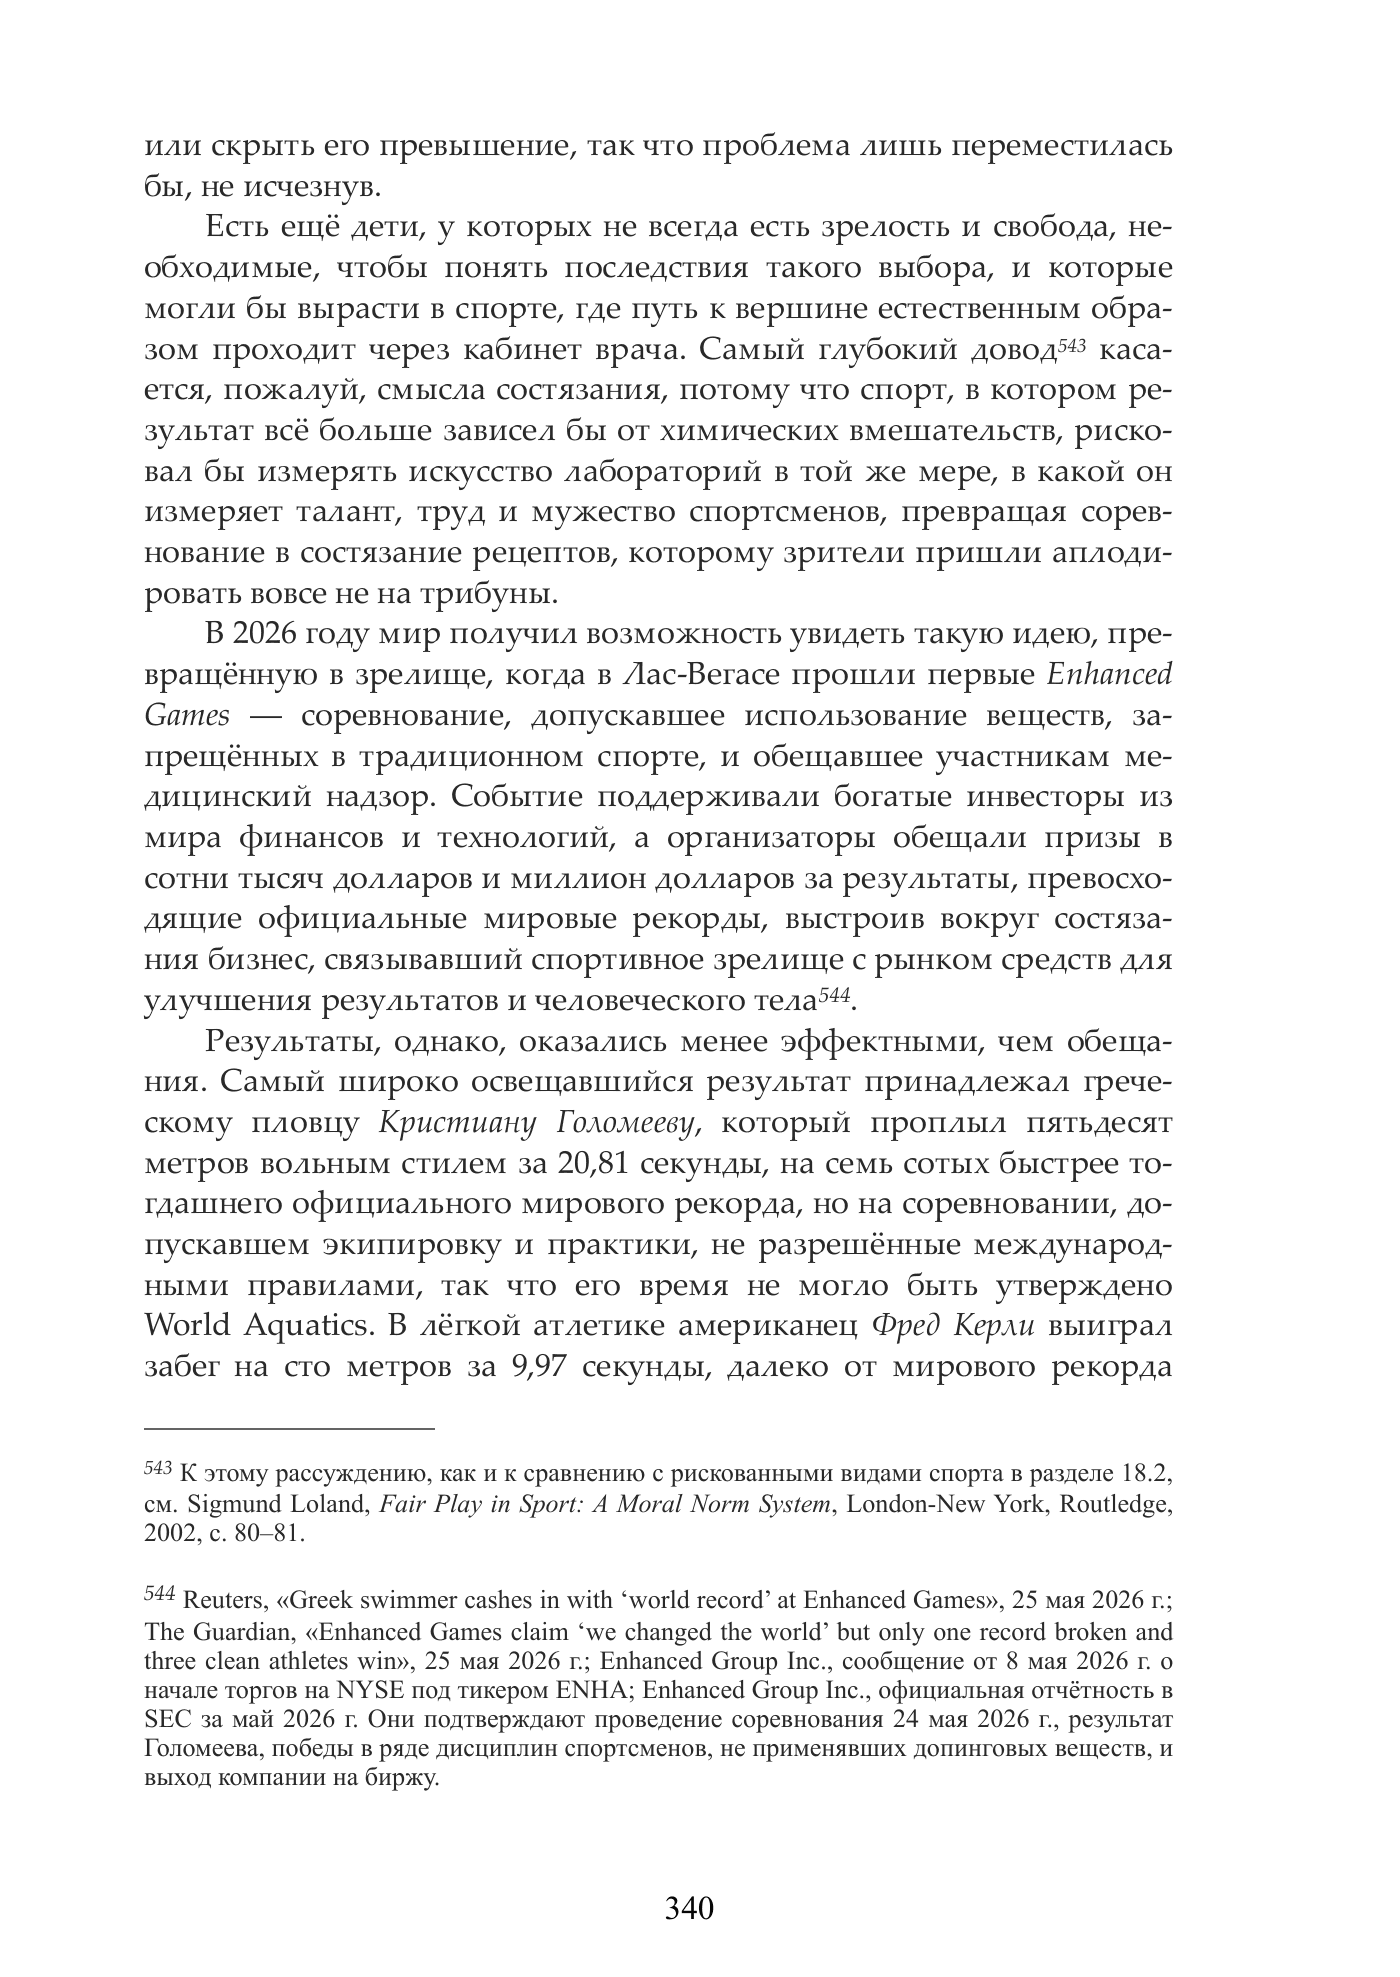 или скрыть его превышение, так что проблема лишь переместилась
бы, не исчезнув.
Есть ещё дети, у которых не всегда есть зрелость и свобода, не-
обходимые, чтобы понять последствия такого выбора, и которые
могли бы вырасти в спорте, где путь к вершине естественным обра-
зом проходит через кабинет врача. Самый глубокий довод543 каса-
ется, пожалуй, смысла состязания, потому что спорт, в котором ре-
зультат всё больше зависел бы от химических вмешательств, риско-
вал бы измерять искусство лабораторий в той же мере, в какой он
измеряет талант, труд и мужество спортсменов, превращая сорев-
нование в состязание рецептов, которому зрители пришли аплоди-
ровать вовсе не на трибуны.
В 2026 году мир получил возможность увидеть такую идею, пре-
вращённую в зрелище, когда в Лас-Вегасе прошли первые Enhanced
Games — соревнование, допускавшее использование веществ, за-
прещённых в традиционном спорте, и обещавшее участникам ме-
дицинский надзор. Событие поддерживали богатые инвесторы из
мира финансов и технологий, а организаторы обещали призы в
сотни тысяч долларов и миллион долларов за результаты, превосхо-
дящие официальные мировые рекорды, выстроив вокруг состяза-
ния бизнес, связывавший спортивное зрелище с рынком средств для
улучшения результатов и человеческого тела544.
Результаты, однако, оказались менее эффектными, чем обеща-
ния. Самый широко освещавшийся результат принадлежал грече-
скому пловцу Кристиану Голомееву, который проплыл пятьдесят
метров вольным стилем за 20,81 секунды, на семь сотых быстрее то-
гдашнего официального мирового рекорда, но на соревновании, до-
пускавшем экипировку и практики, не разрешённые международ-
ными правилами, так что его время не могло быть утверждено
World Aquatics. В лёгкой атлетике американец Фред Керли выиграл
забег на сто метров за 9,97 секунды, далеко от мирового рекорда
543 К этому рассуждению, как и к сравнению с рискованными видами спорта в разделе 18.2,
см. Sigmund Loland, Fair Play in Sport: A Moral Norm System, London-New York, Routledge,
2002, с. 80–81.
544 Reuters, «Greek swimmer cashes in with ‘world record’ at Enhanced Games», 25 мая 2026 г.;
The Guardian, «Enhanced Games claim ‘we changed the world’ but only one record broken and
three clean athletes win», 25 мая 2026 г.; Enhanced Group Inc., сообщение от 8 мая 2026 г. о
начале торгов на NYSE под тикером ENHA; Enhanced Group Inc., официальная отчётность в
SEC за май 2026 г. Они подтверждают проведение соревнования 24 мая 2026 г., результат
Голомеева, победы в ряде дисциплин спортсменов, не применявших допинговых веществ, и
выход компании на биржу.
340